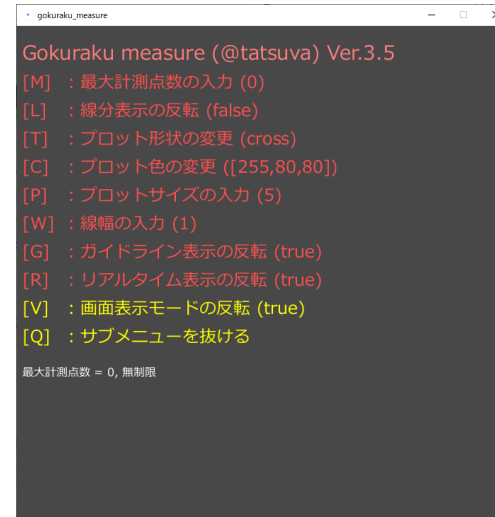 gokuraku_measure
Gokuraku measure (@tatsuva) Ver.3.5
[M] : 最大計測点数の入力 (0)
[L] : 線分表示の反転 (false)
[T] : プロット形状の変更 (cross)
[C] : プロット色の変更 ([255,80,80])
[P] : プロットサイズの入力 (5)
[W] : 線幅の入力 (1)
[G] : ガイドライン表示の反転 (true)
[R] : リアルタイム表示の反転 (true)
[V] : 画面表示モードの反転 (true)
[Q] : サブメニューを抜ける
最大計測点数 = 0, 無制限